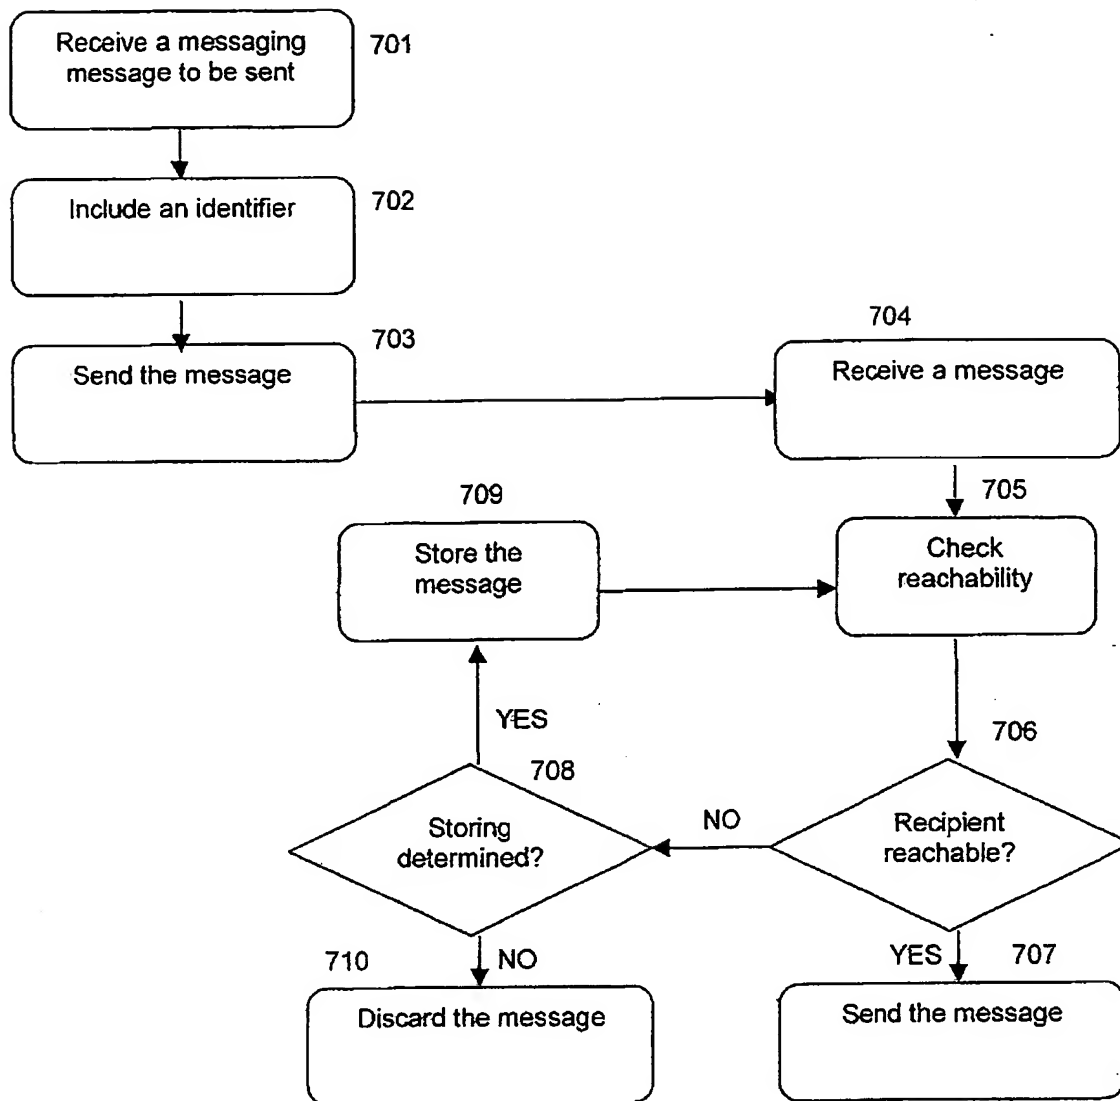 Receive a messaging
message to be sent
701
Include an identifier
702
Send the message
703
704
Receive a message
705
Check
reachability
709
Store the
message
YES
706
708
Storing
determined?
NO
Recipient
reachable?
710
NO
YES
707
Discard the message
Send the message